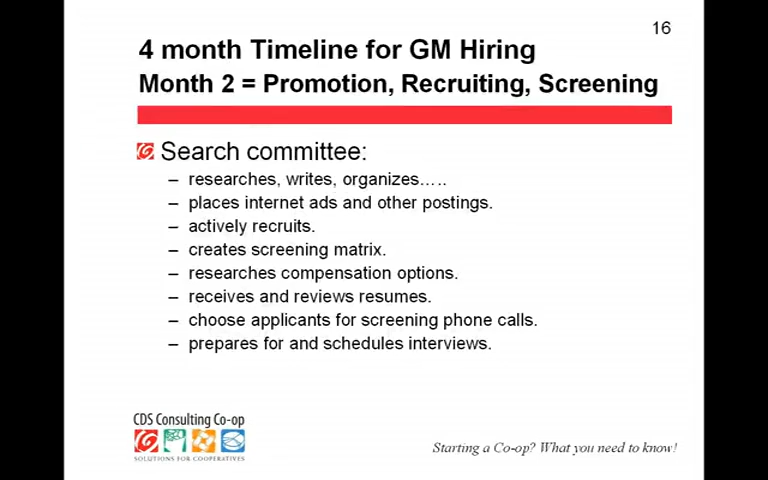 16
4 month Timeline for GM Hiring
Month 2 = Promotion, Recruiting, Screening
Search committee:
– researches, writes, organizes.....
– places internet ads and other postings.
– actively recruits.
– creates screening matrix.
– researches compensation options.
– receives and reviews resumes.
– choose applicants for screening phone calls.
– prepares for and schedules interviews.
CDS Consulting Co-op
SOLUTIONS FOR COOPERATIVES
Starting a Co-op? What you need to know!